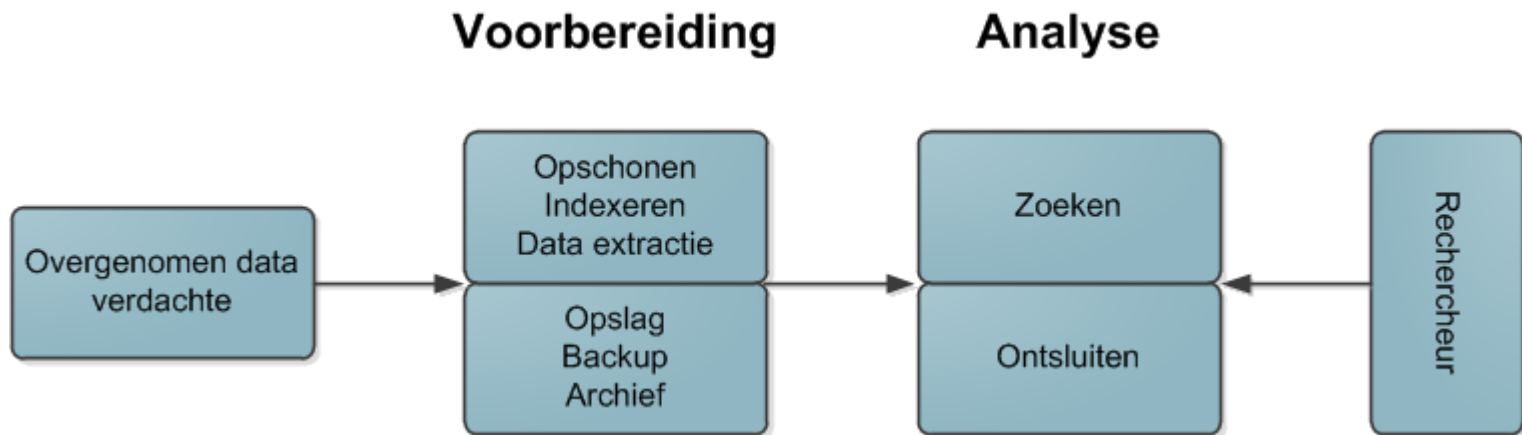 Voorbereiding
Analyse
Overgenomen data
verdachte
Opschonen
Indexeren
Data extractie
Opslag
Backup
Archief
Zoeken
Ontsluiten
Rechercheur